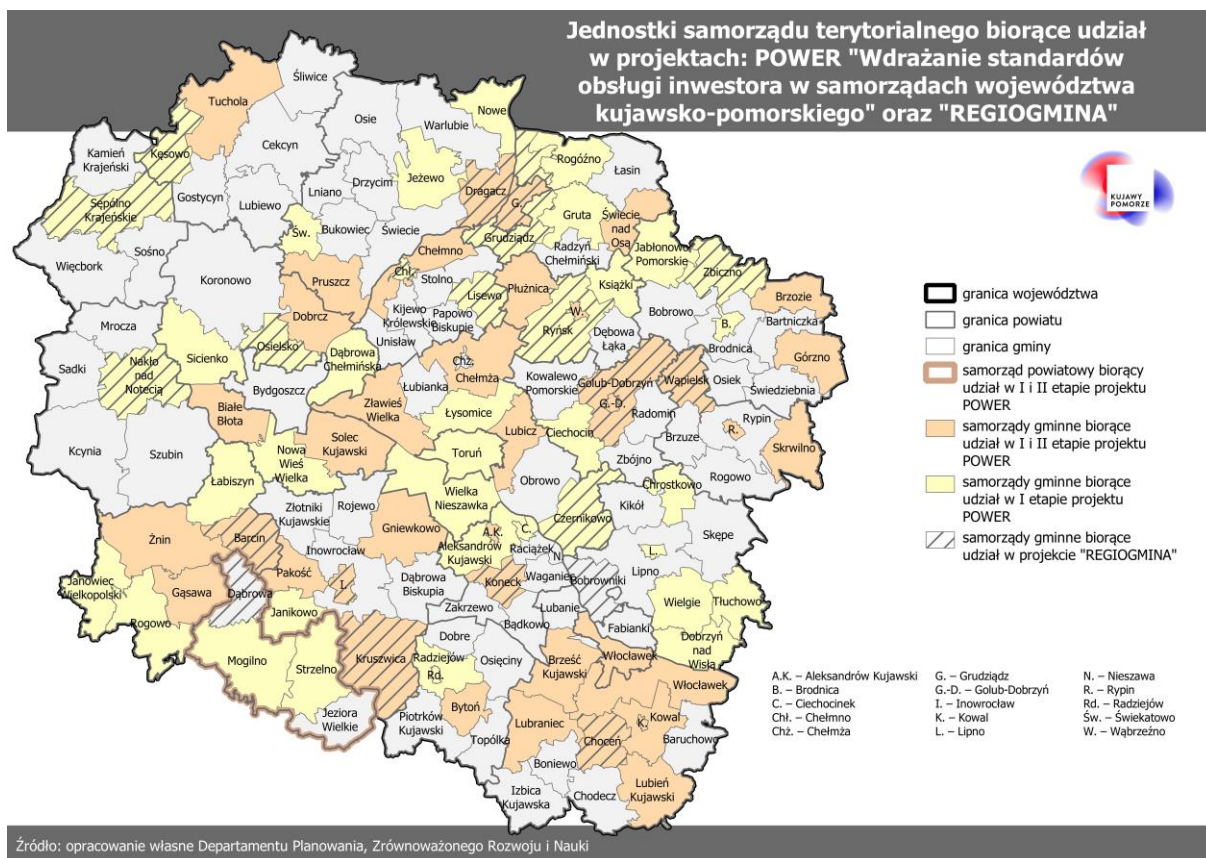 Jednostki samorządu terytorialnego biorące udział
w projektach: POWER "Wdrażanie standardów
obsługi inwestora w samorządach województwa
kujawsko-pomorskiego" oraz "REGIOGMINA"
KUJAWY
POMORZE
Śliwice
Tuchola
Nowe
Osie
Warlubie
Cekcyn
Kamień
Krajeński
Kęsowo
Rogóźno
Łasin
Jeżewo
Drzycim
Lniano
Dragacz
G.
Gostycyn
Lubiewo
Sępólno
Krajeńskie
Gruta
Świecie
nad
Osą
Św.
Bukowiec
Świecie
Grudziądz
Sośno
Chełmno
Radzyń
Chełmiński
Jabłonowo
Pomorskie
Zbiczno
Więcbork
Koronowo
Pruszcz
Chł.
Stolno
Lisewo
Płużnica
Książki
Brzozie
Dobrcz
Kijewo
Królewskie
Papowo
Biskupie
W.
Bobrowo
B.
Bartniczka
Mrocza
Ryńsk
Dębowa
Łąka
Brodnica
Unisław
Sicienko
Osielsko
Dąbrowa
Chełmińska
Chż.
Chełmża
Górzno
Sadki
Nakło
nad
Notecią
Bydgoszcz
Łubianka
Kowalewo
Pomorskie
Golub-Dobrzyń
Wąpielsk
Osiek
Świedziebnia
Białe
Błota
Zławieś
Wielka
Łysomice
G.-D.
Radomin
Rypin
Lubicz
Ciechocin
Brzuze
R.
Skrwilno
Kcynia
Szubin
Nowa
Wieś
Wielka
Solec
Kujawski
Toruń
Zbójno
Rogowo
Łabiszyn
Wielka
Nieszawka
Obrowo
Chrostkowo
Złotniki
Kujawskie
Rojewo
Gniewkowo
Czernikowo
Kikół
Skępe
Żnin
Barcin
A.K.
C.
Aleksandrów
Kujawski
Raciążek
N.
L.
Inowrocław
Pakość
I.
Waganiec
Bobrowniki
Lipno
Janowiec
Wielkopolski
Gąsawa
Dąbrowa
Dąbrowa
Biskupia
Koneck
Wielgie
Tłuchowo
Rogowo
Janikowo
Zakrzewo
Lubanie
Bądkowo
Fabianki
Dobrzyń
nad
Wisłą
Mogilno
Strzelno
Kruszwica
Dobre
Radziejów
Rd.
Osięciny
Brześć
Kujawski
Włocławek
Włocławek
Jeziora
Wielkie
Piotrków
Kujawski
Bytoń
Lubraniec
K.
Kowal
Topólka
Choceń
Baruchowo
Boniewo
Izbica
Kujawska
Chodecz
Lubień
Kujawski
granica województwa
granica powiatu
granica gminy
samorząd powiatowy biorący
udział w I i II etapie projektu
POWER
samorządy gminne biorące
udział w I i II etapie projektu
POWER
samorządy gminne biorące
udział w I etapie projektu
POWER
samorządy gminne biorące
udział w projekcie "REGIOGMINA"
A.K. – Aleksandrów Kujawski
B. – Brodnica
C. – Ciechocinek
Chł. – Chełmno
Chż. – Chełmża
G. – Grudziądz
G.-D. – Golub-Dobrzyń
I. – Inowrocław
K. – Kowal
L. – Lipno
N. – Nieszawa
R. – Rypin
Rd. – Radziejów
Św. – Świekatowo
W. – Wąbrzeźno
Źródło: opracowanie własne Departamentu Planowania, Zrównoważonego Rozwoju i Nauki